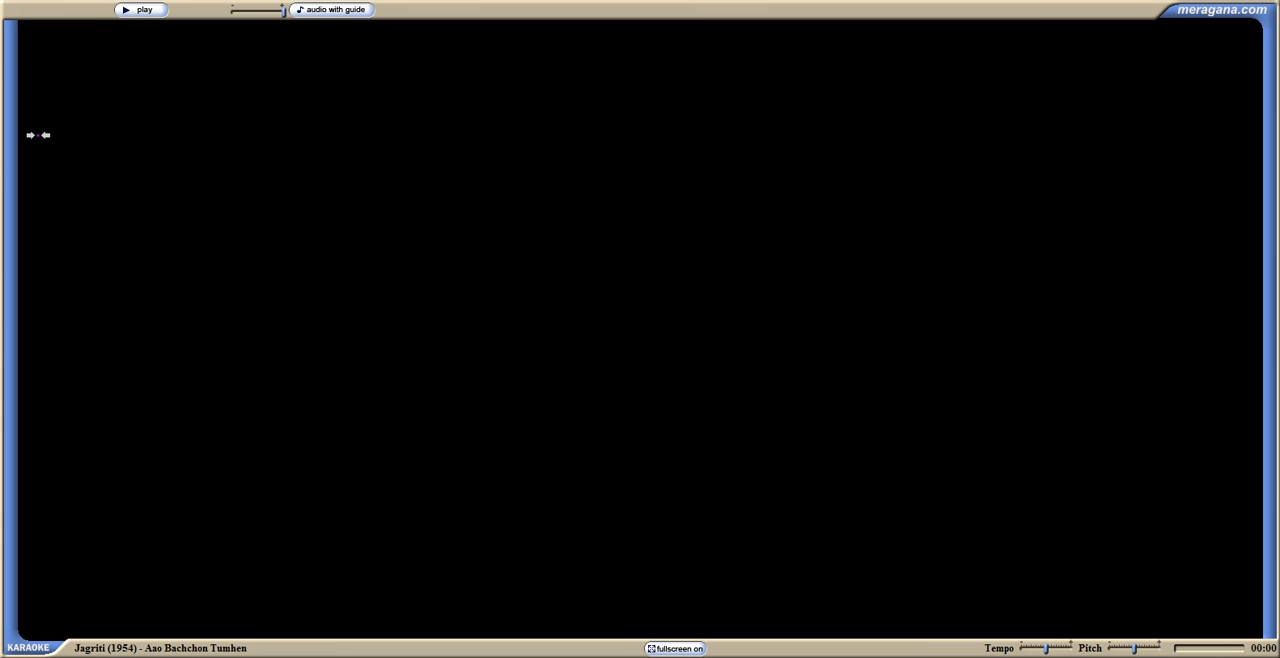 play
audio with guide
meragana.com
KARAOKE
Jagriti (1954) - Aao Bachchon Tumhen
fullscreen on
Tempo
Pitch
00:00